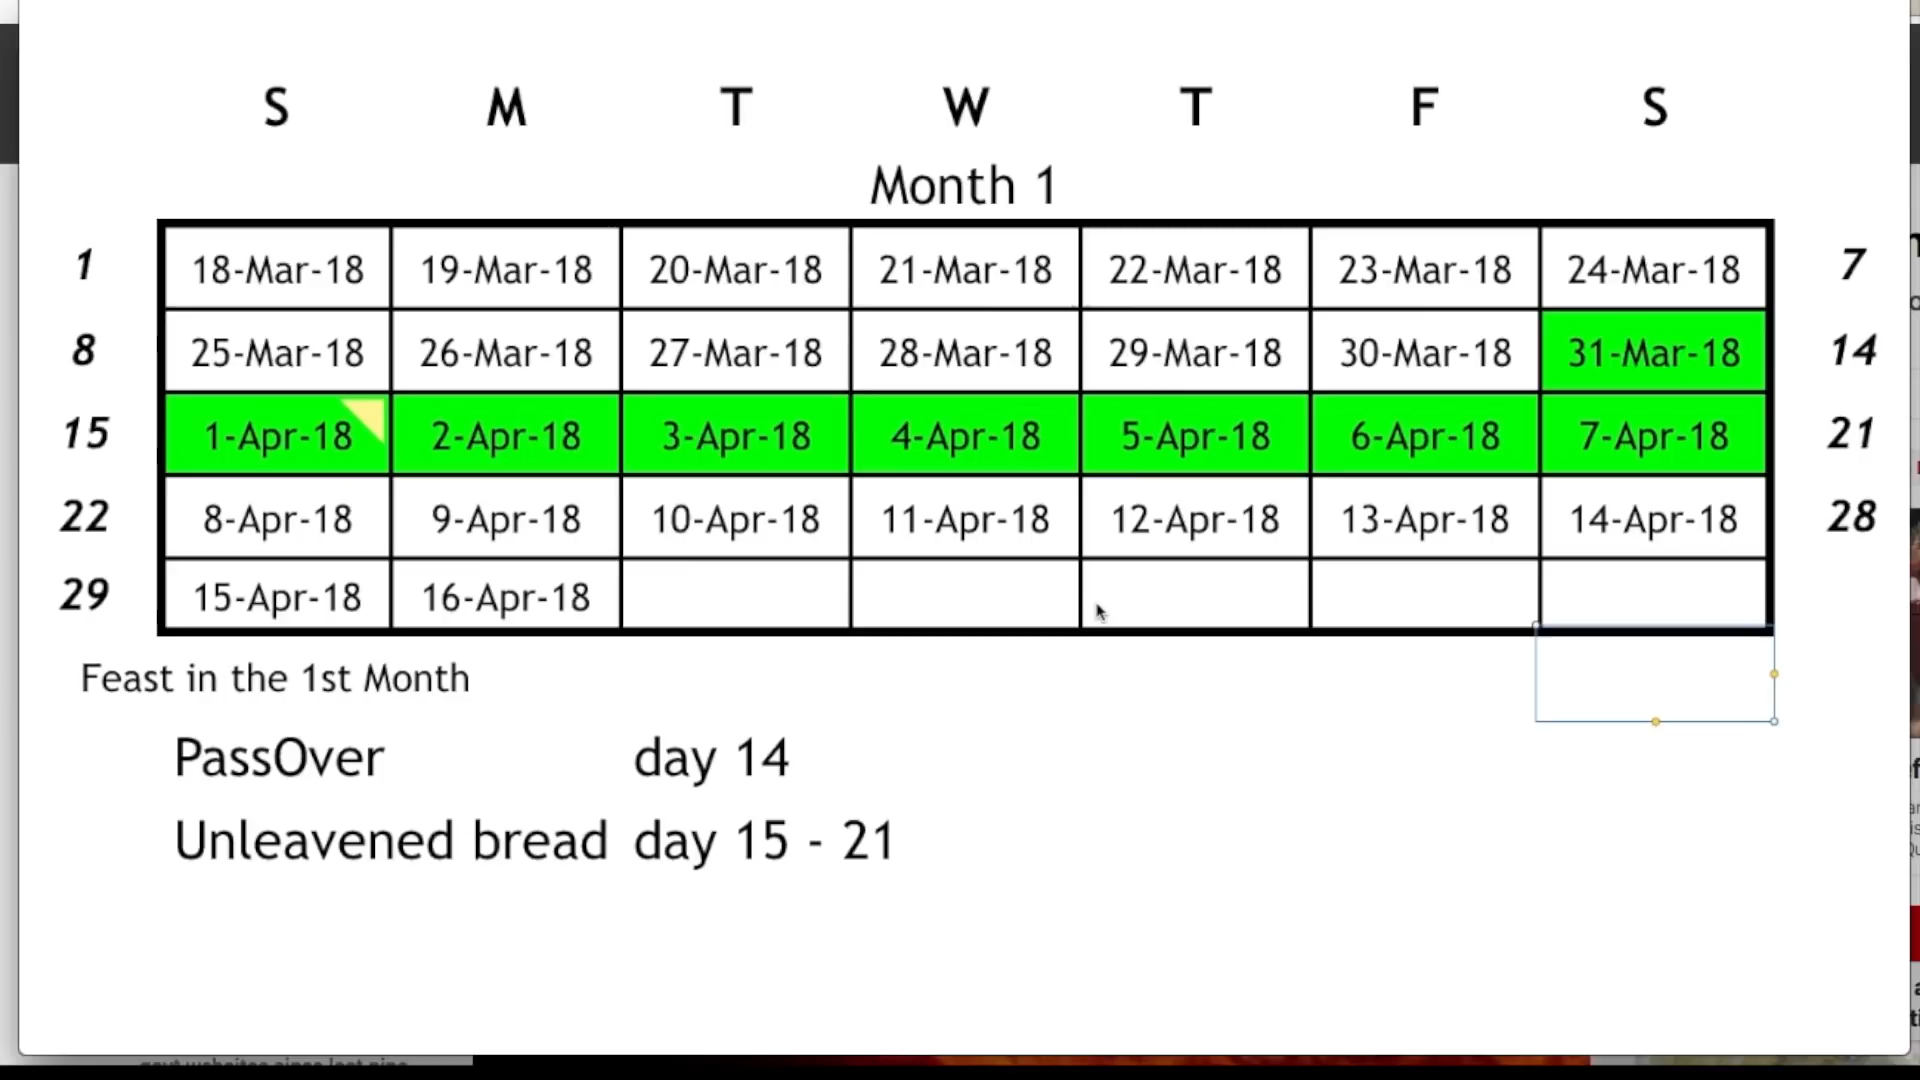 S M T W T F S
Month 1
1 18-Mar-18 19-Mar-18 20-Mar-18 21-Mar-18 22-Mar-18 23-Mar-18 24-Mar-18 7
8 25-Mar-18 26-Mar-18 27-Mar-18 28-Mar-18 29-Mar-18 30-Mar-18 31-Mar-18 14
15 1-Apr-18 2-Apr-18 3-Apr-18 4-Apr-18 5-Apr-18 6-Apr-18 7-Apr-18 21
22 8-Apr-18 9-Apr-18 10-Apr-18 11-Apr-18 12-Apr-18 13-Apr-18 14-Apr-18 28
29 15-Apr-18 16-Apr-18
Feast in the 1st Month
PassOver day 14
Unleavened bread day 15 - 21